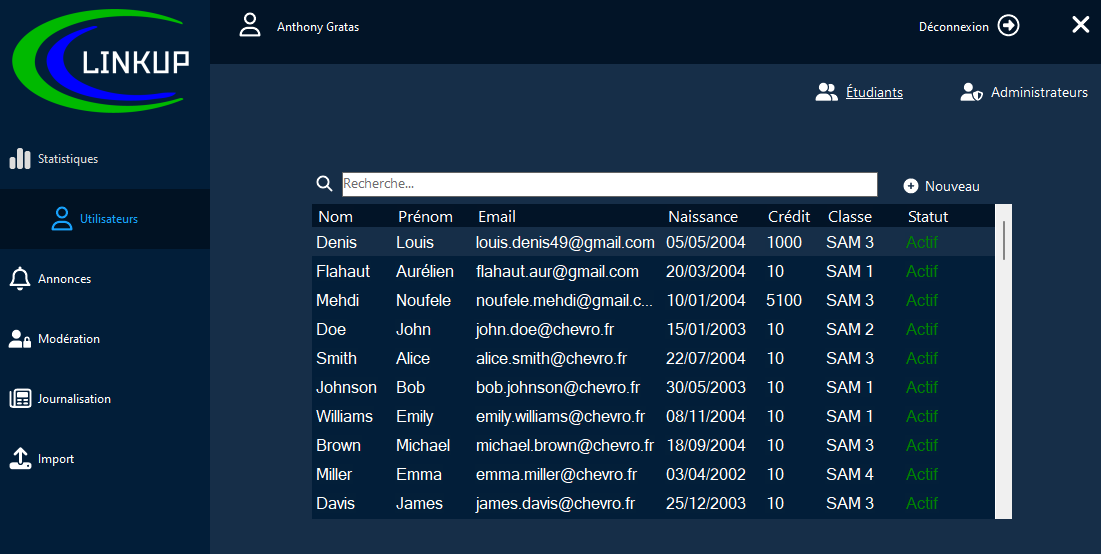 LINKUP
Anthony Gratas
Déconnexion
Étudiants
Administrateurs
Statistiques
Utilisateurs
Annonces
Modération
Journalisation
Import
Recherche...
Nouveau
Nom Prénom Email Naissance Crédit Classe Statut
Denis Louis louis.denis49@gmail.com 05/05/2004 1000 SAM 3 Actif
Flahaut Aurélien flahaut.aur@gmail.com 20/03/2004 10 SAM 1 Actif
Mehdi Noufele noufele.mehdi@gmail.c... 10/01/2004 5100 SAM 3 Actif
Doe John john.doe@chevro.fr 15/01/2003 10 SAM 2 Actif
Smith Alice alice.smith@chevro.fr 22/07/2004 10 SAM 3 Actif
Johnson Bob bob.johnson@chevro.fr 30/05/2003 10 SAM 1 Actif
Williams Emily emily.williams@chevro.fr 08/11/2004 10 SAM 1 Actif
Brown Michael michael.brown@chevro.fr 18/09/2004 10 SAM 3 Actif
Miller Emma emma.miller@chevro.fr 03/04/2002 10 SAM 4 Actif
Davis James james.davis@chevro.fr 25/12/2003 10 SAM 3 Actif